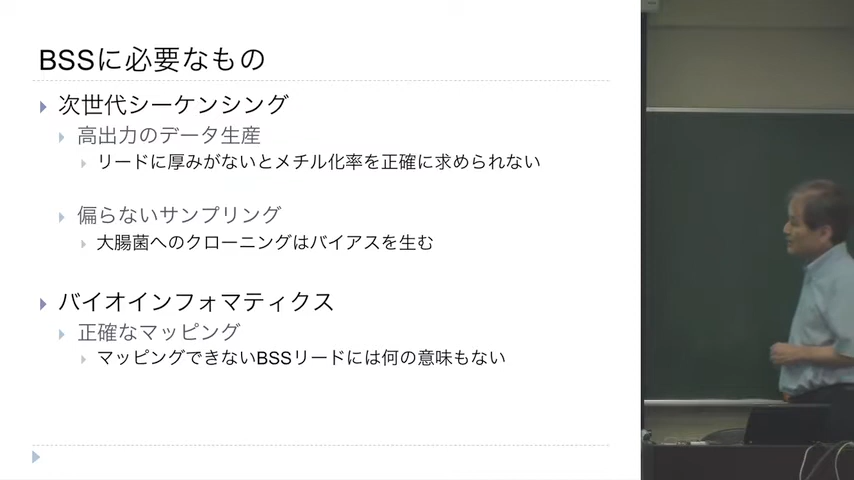 BSSに必要なもの
次世代シーケンシング
高出力のデータ生産
リードに厚みがないとメチル化率を正確に求められない
偏らないサンプリング
大腸菌へのクローニングはバイアスを生む
バイオインフォマティクス
正確なマッピング
マッピングできないBSSリードには何の意味もない